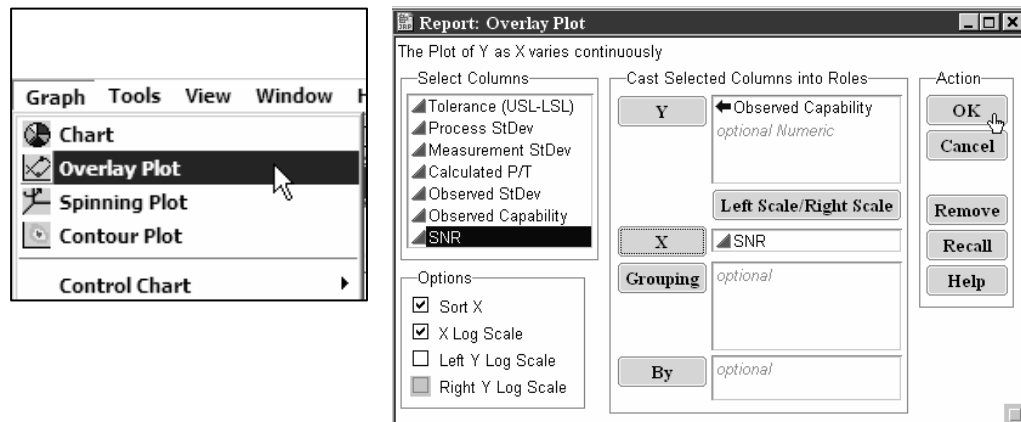 Graph Tools View Window
Chart
Overlay Plot
Spinning Plot
Contour Plot
Control Chart
Report: Overlay Plot
The Plot of Y as X varies continuously
Select Columns
Tolerance (USL-LSL)
Process StDev
Measurement StDev
Calculated P/T
Observed StDev
Observed Capability
SNR
Options
Sort X
X Log Scale
Left Y Log Scale
Right Y Log Scale
Cast Selected Columns into Roles
Y
Observed Capability
optional Numeric
Left Scale/Right Scale
X
SNR
Grouping
optional
By
optional
Action
OK
Cancel
Remove
Recall
Help